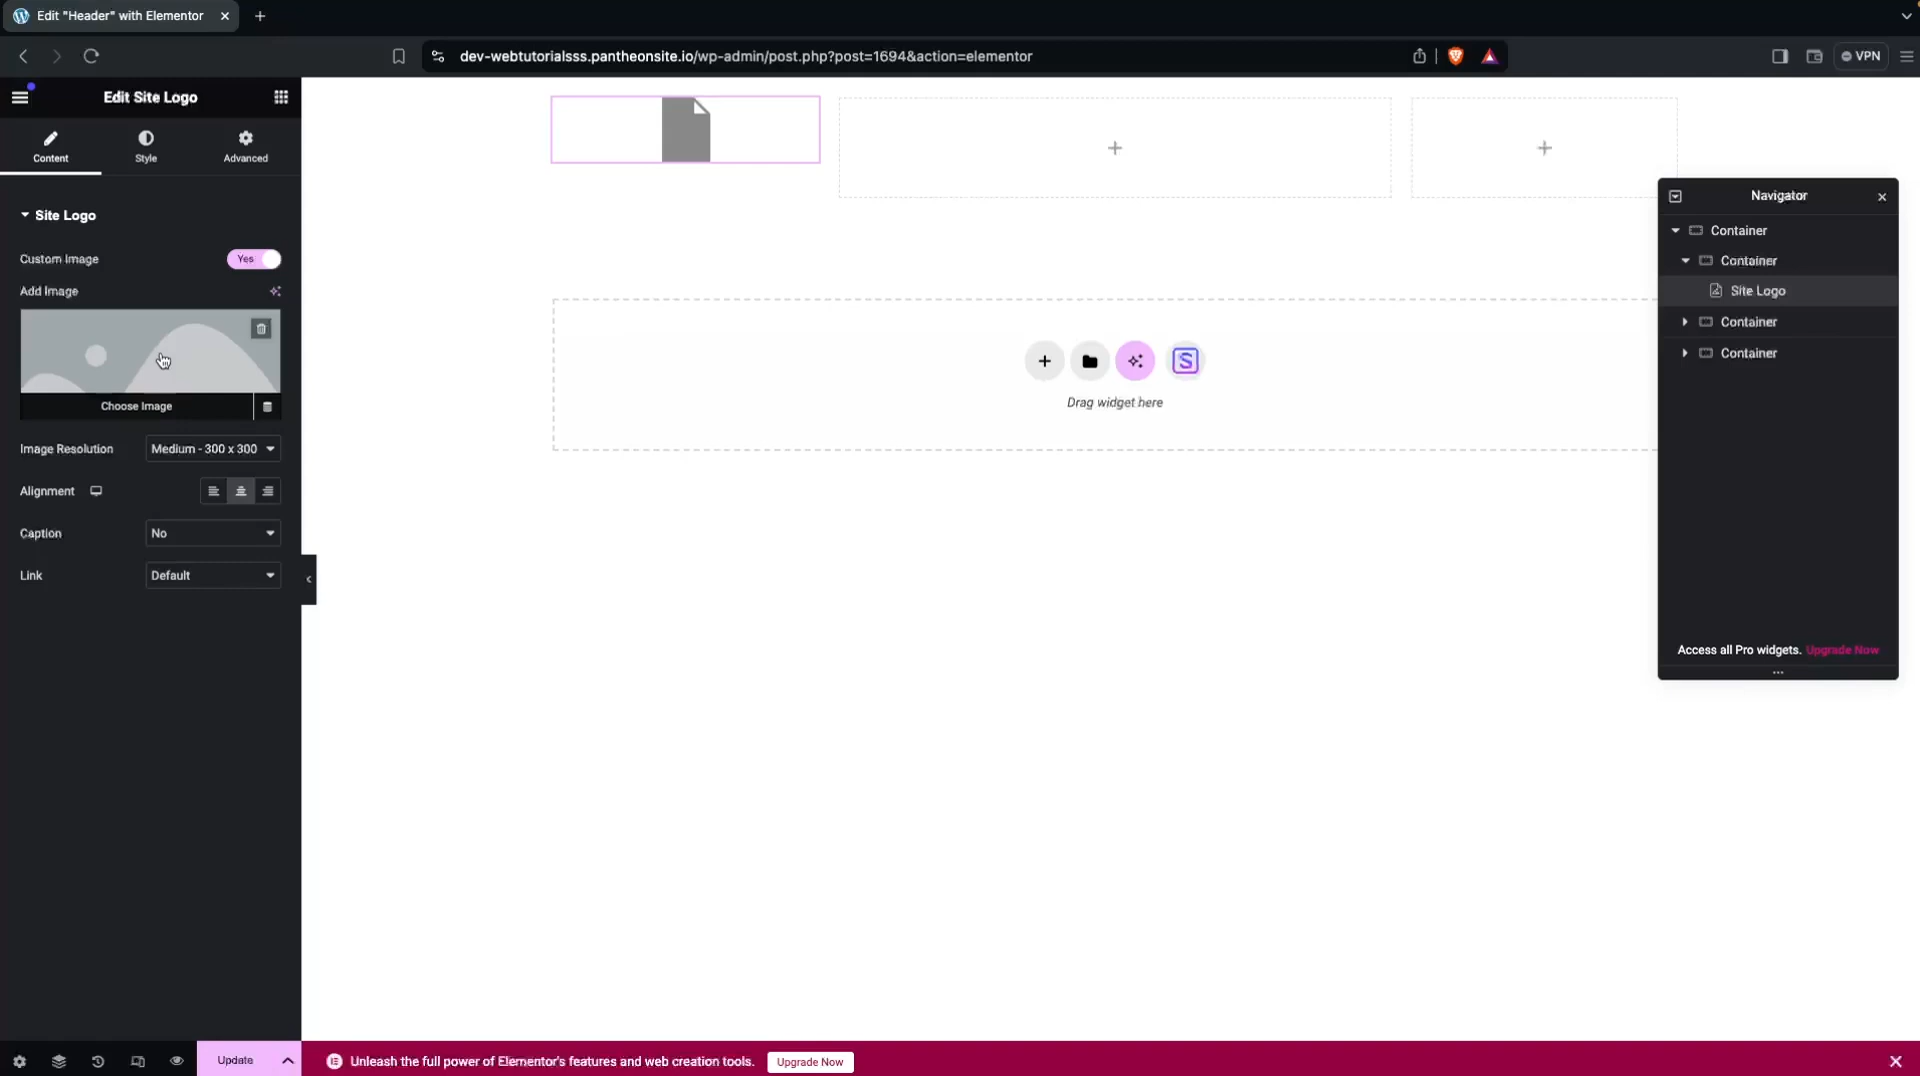 Edit "Header" with Elementor
dev-webtutorialsss.pantheonsite.io/wp-admin/post.php?post=1694&action=elementor
VPN
Edit Site Logo
Content
Style
Advanced
Site Logo
Custom Image
Yes
Add Image
Choose Image
Image Resolution
Medium - 300 x 300
Alignment
Caption
No
Link
Default
Drag widget here
Navigator
Container
Container
Site Logo
Container
Container
Access all Pro widgets. Upgrade Now
Update
Unleash the full power of Elementor's features and web creation tools.
Upgrade Now